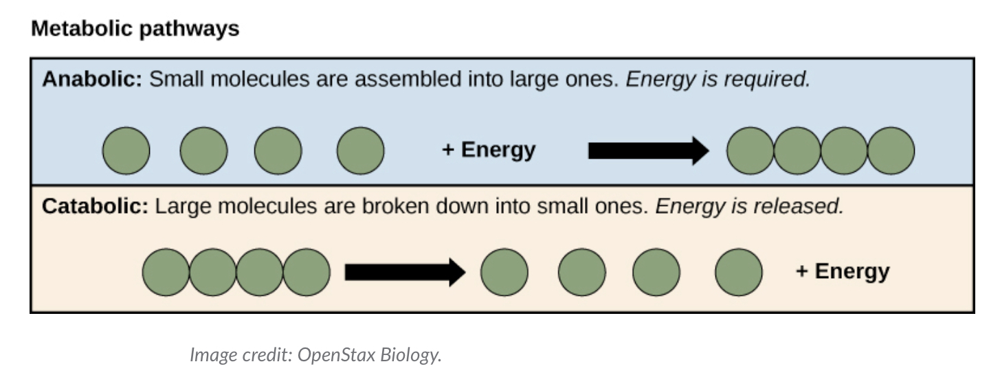 Metabolic pathways
Anabolic: Small molecules are assembled into large ones. Energy is required.
+ Energy
Catabolic: Large molecules are broken down into small ones. Energy is released.
+ Energy
Image credit: OpenStax Biology.